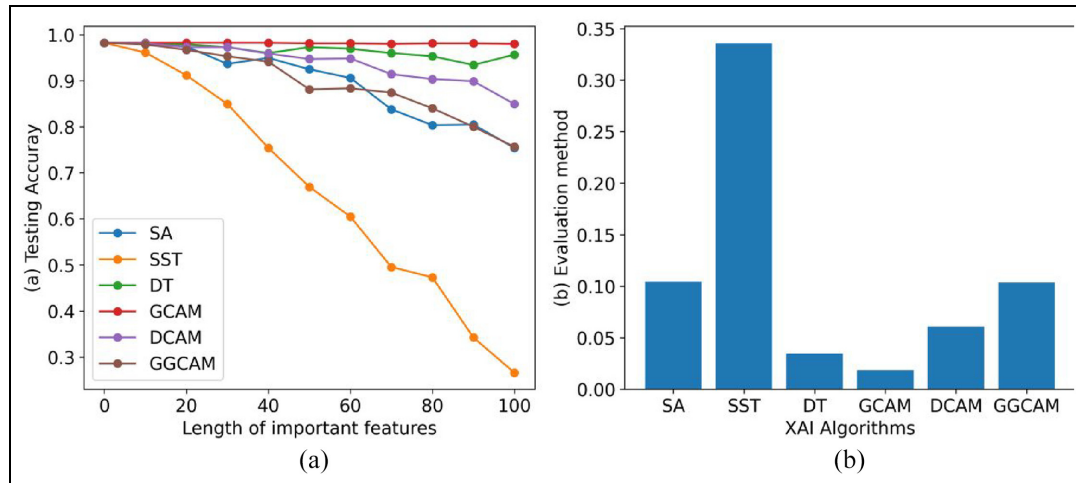 1.0
0.9
0.8
0.7
0.6
0.5
0.4
0.3
(a) Testing Accuray
SA
SST
DT
GCAM
DCAM
GGCAM
0 20 40 60 80 100
Length of important features
(a)
0.35
0.30
0.25
0.20
0.15
0.10
0.05
0.00
(b) Evaluation method
SA SST DT GCAM DCAM GGCAM
XAI Algorithms
(b)